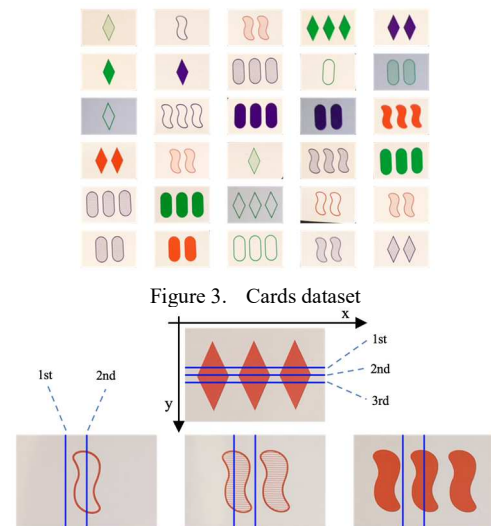 Figure 3. Cards dataset
x
1st
1st
2nd
2nd
3rd
y